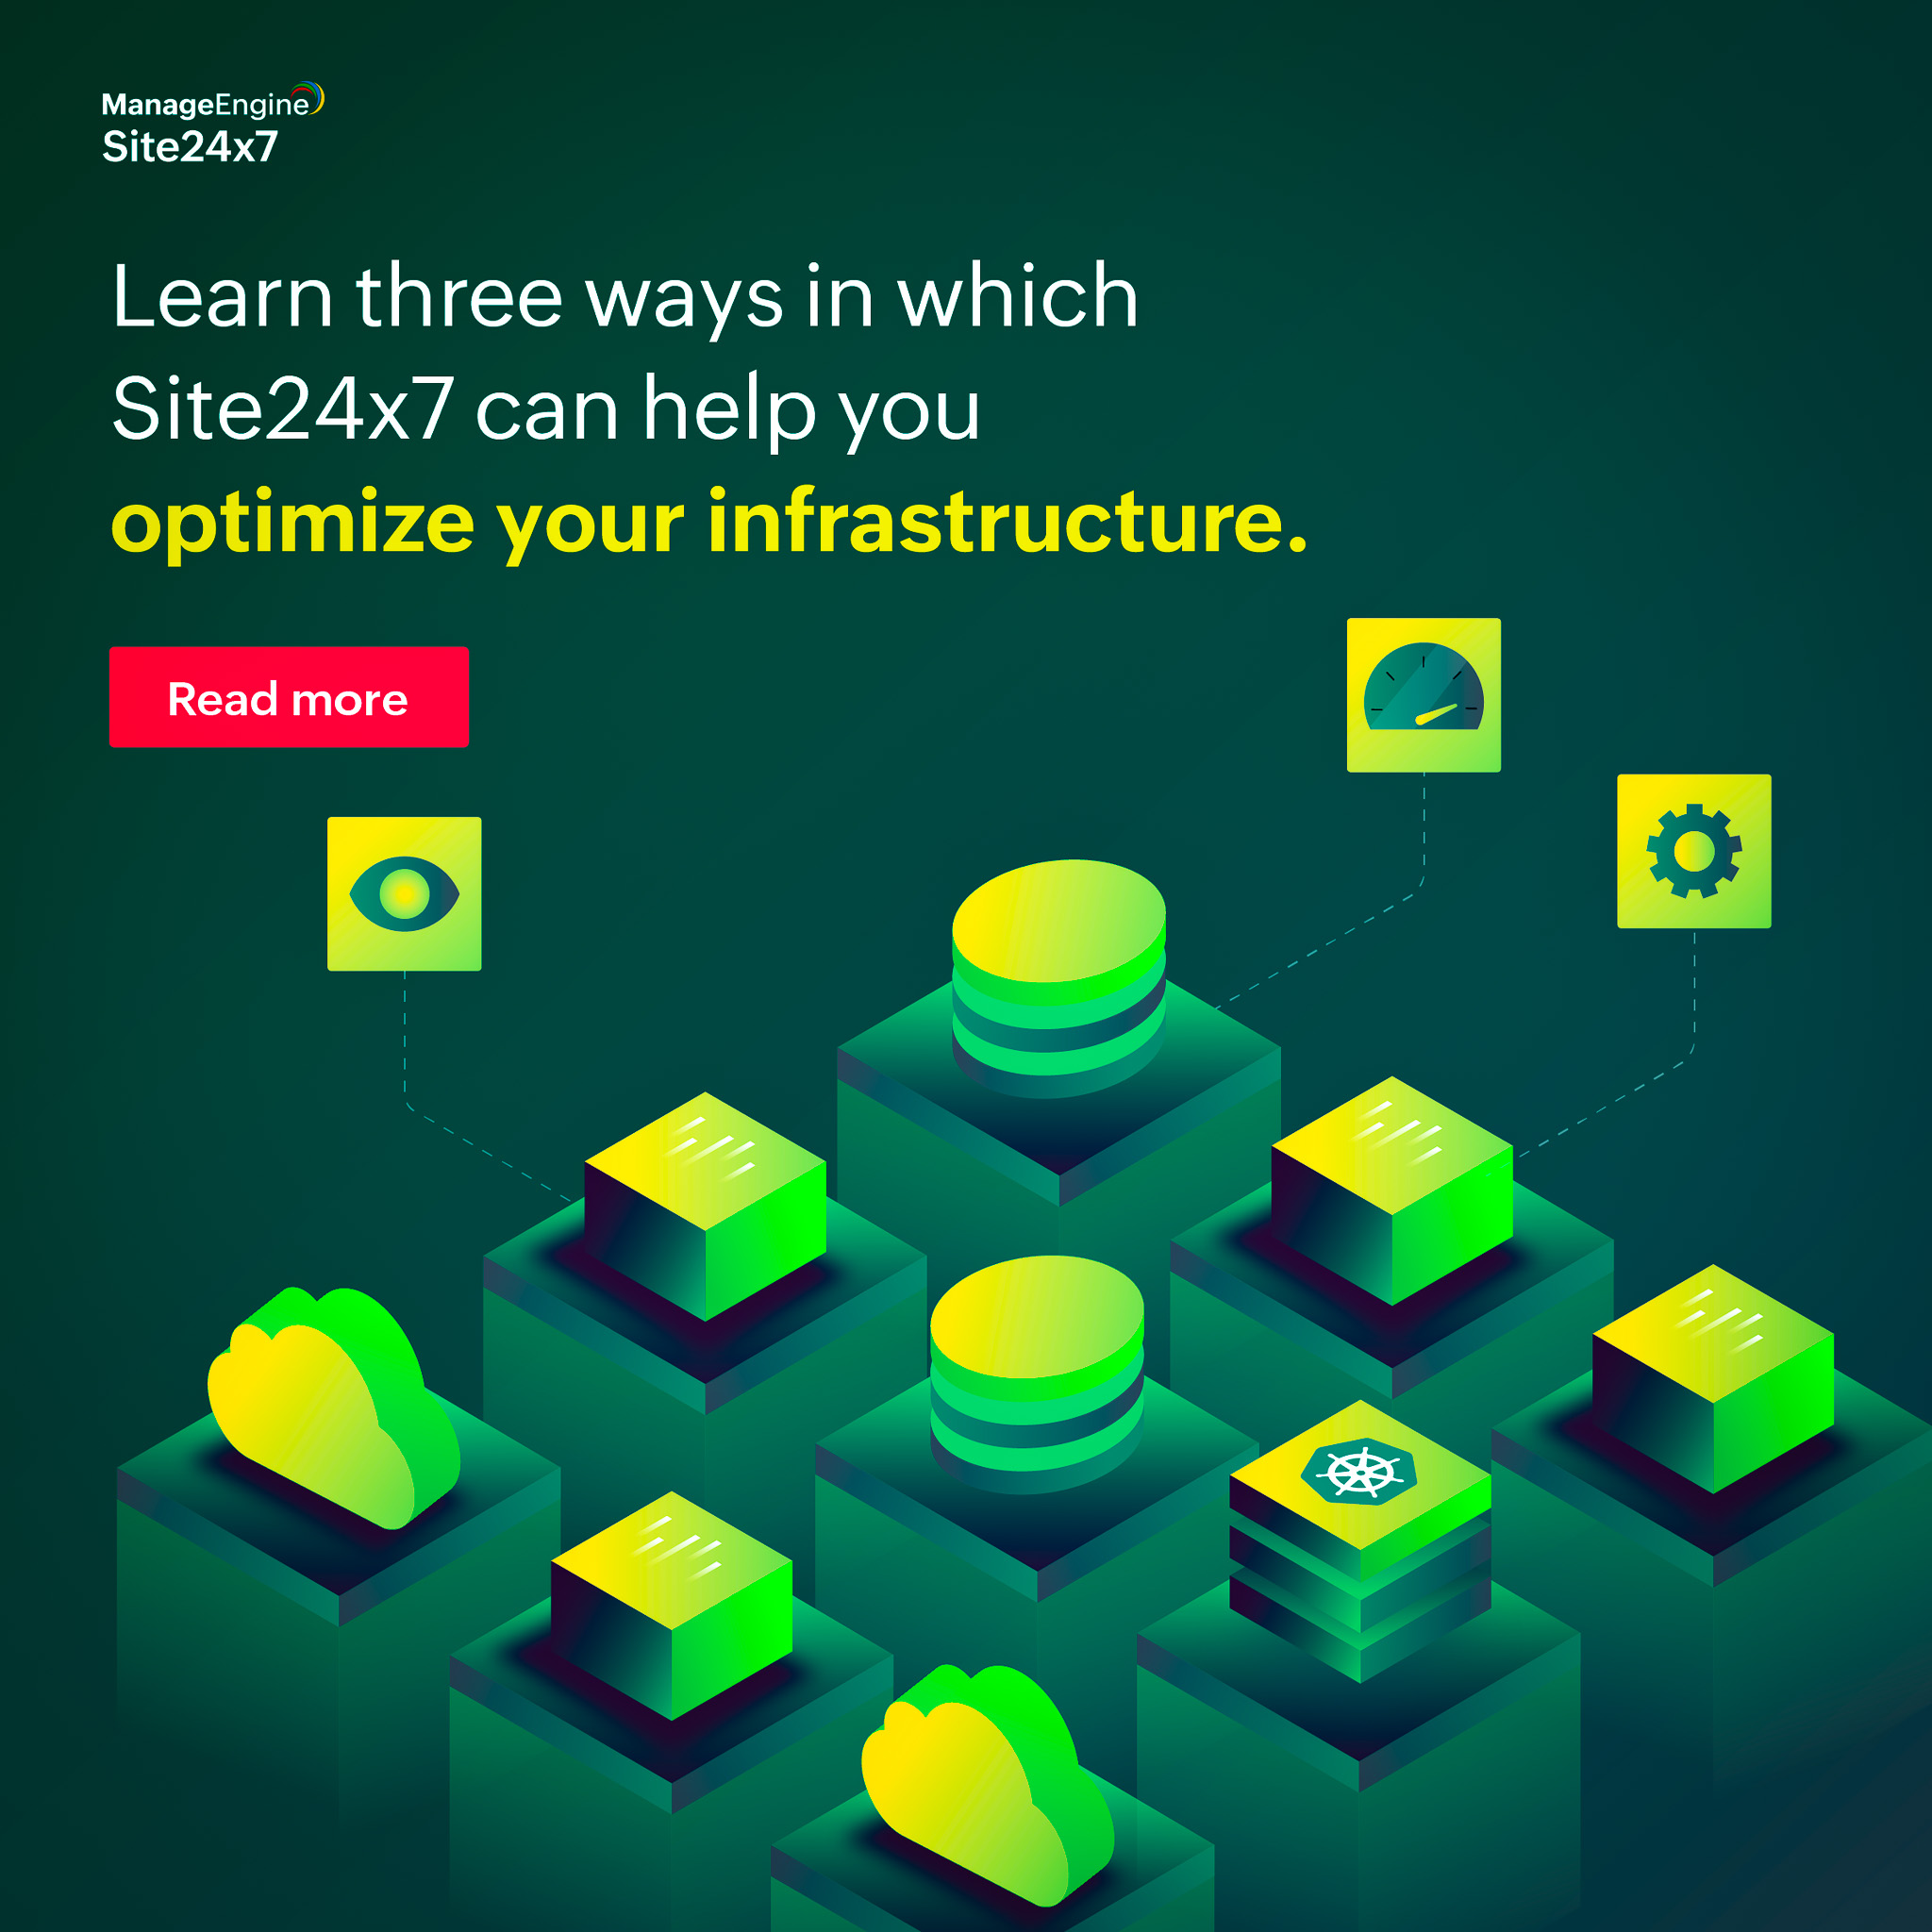 ManageEngine
Site24x7
Learn three ways in which
Site24x7 can help you
optimize your infrastructure.
Read more